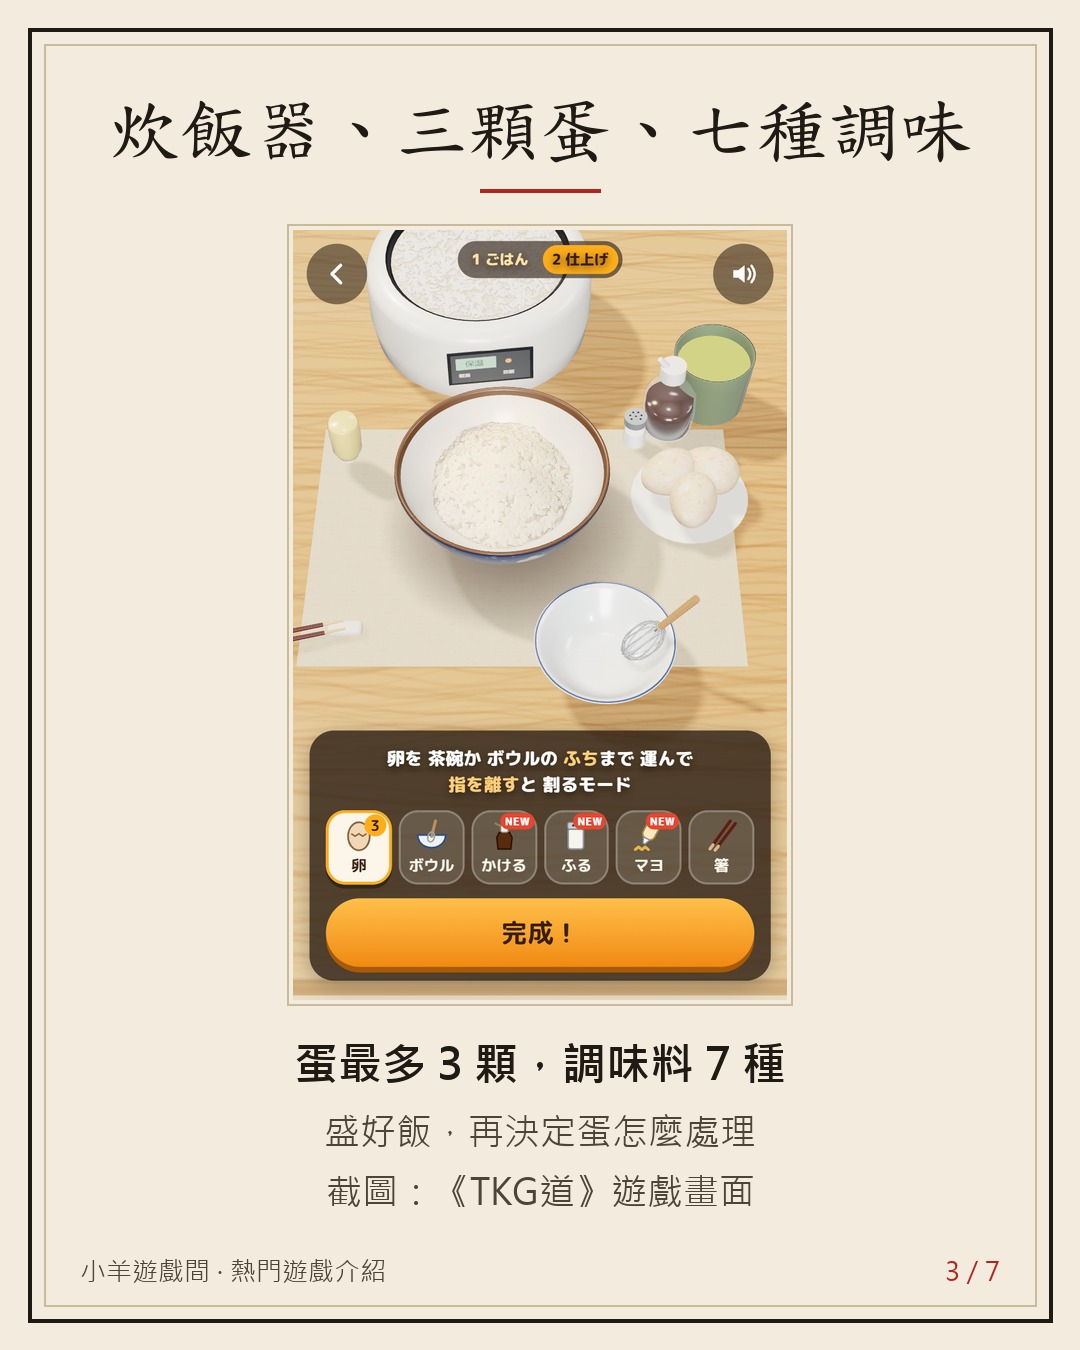 炊飯器、三顆蛋、七種調味
1 ごはん 2 仕上げ
保温
卵を 茶碗か ボウルの ふちまで 運んで
指を離すと 割るモード
3 NEW NEW NEW
卵 ボウル かける ふる マヨ 箸
完成！
蛋最多 3 顆，調味料 7 種
盛好飯，再決定蛋怎麼處理
截圖：《TKG道》遊戲畫面
小羊遊戲間·熱門遊戲介紹
3 / 7